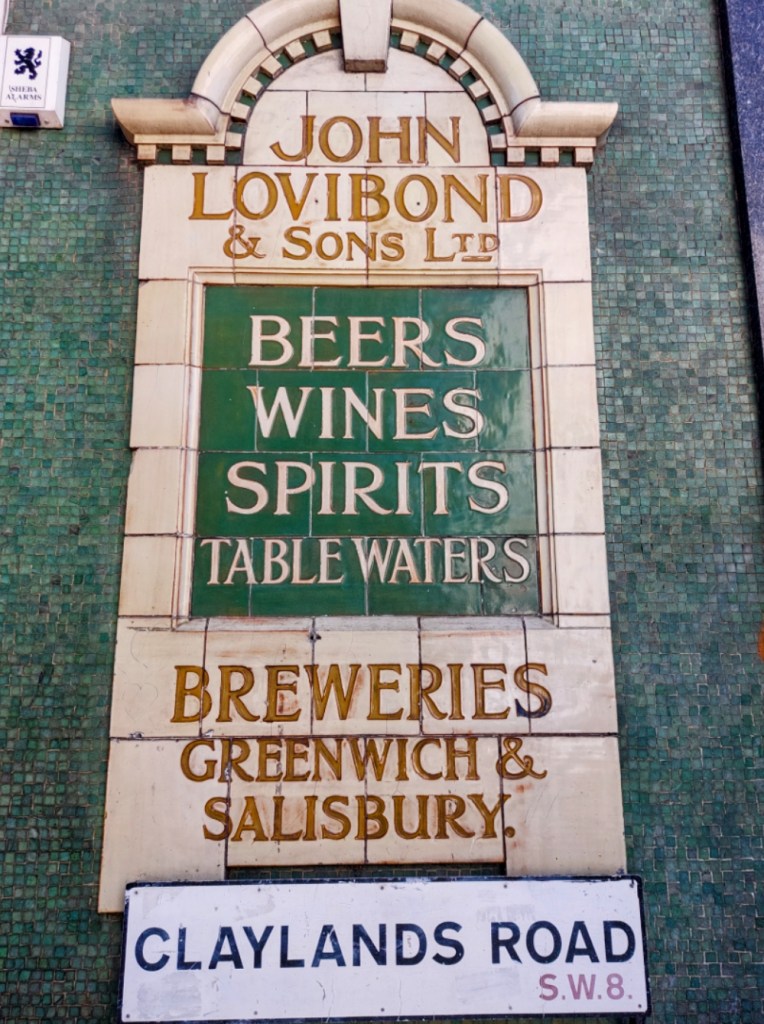 SHEBA
ALARMS
JOHN
LOVIBOND
& SONS LTD
BEERS
WINES
SPIRITS
TABLE WATERS
BREWERIES
GREENWICH &
SALISBURY.
CLAYLANDS ROAD
S.W.8.